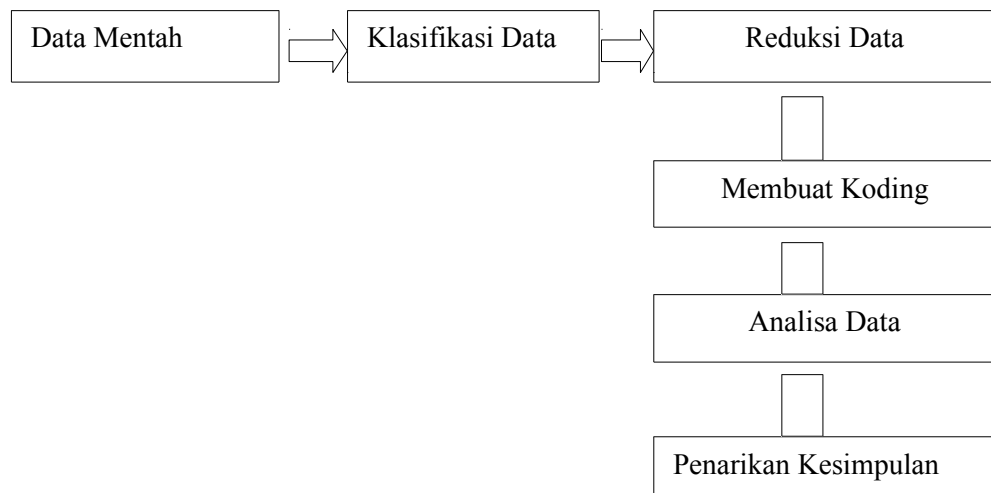 Data Mentah
Klasifikasi Data
Reduksi Data
Membuat Koding
Analisa Data
Penarikan Kesimpulan